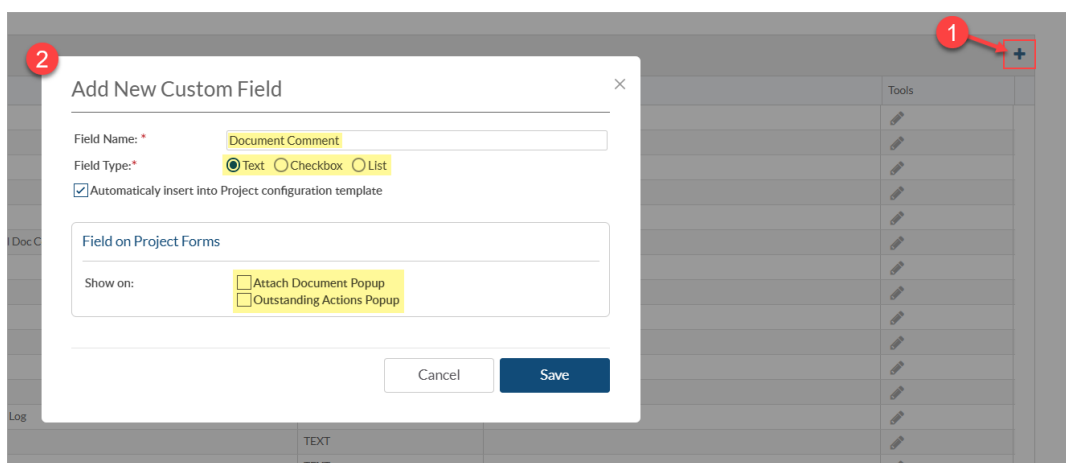 1
2
Add New Custom Field
Tools
Field Name: *
Document Comment
Field Type:*
Text Checkbox List
Automaticaly insert into Project configuration template
Field on Project Forms
l Doc C
Show on:
Attach Document Popup
Outstanding Actions Popup
Cancel
Save
Log
TEXT